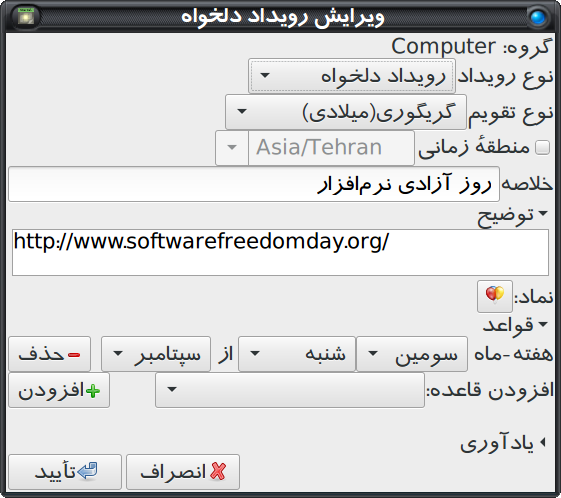 ویرایش رویداد دلخواه
گروه: Computer
نوع رویداد رویداد دلخواه
نوع تقویم گریگوری(میلادی)
منطقهٔ زمانی Asia/Tehran
خلاصه روز آزادی نرم‌افزار
توضیح
http://www.softwarefreedomday.org/
نماد:
قواعد
هفته-ماه سومین شنبه از سپتامبر حذف
افزودن قاعده: افزودن
یادآوری
انصراف تأیید